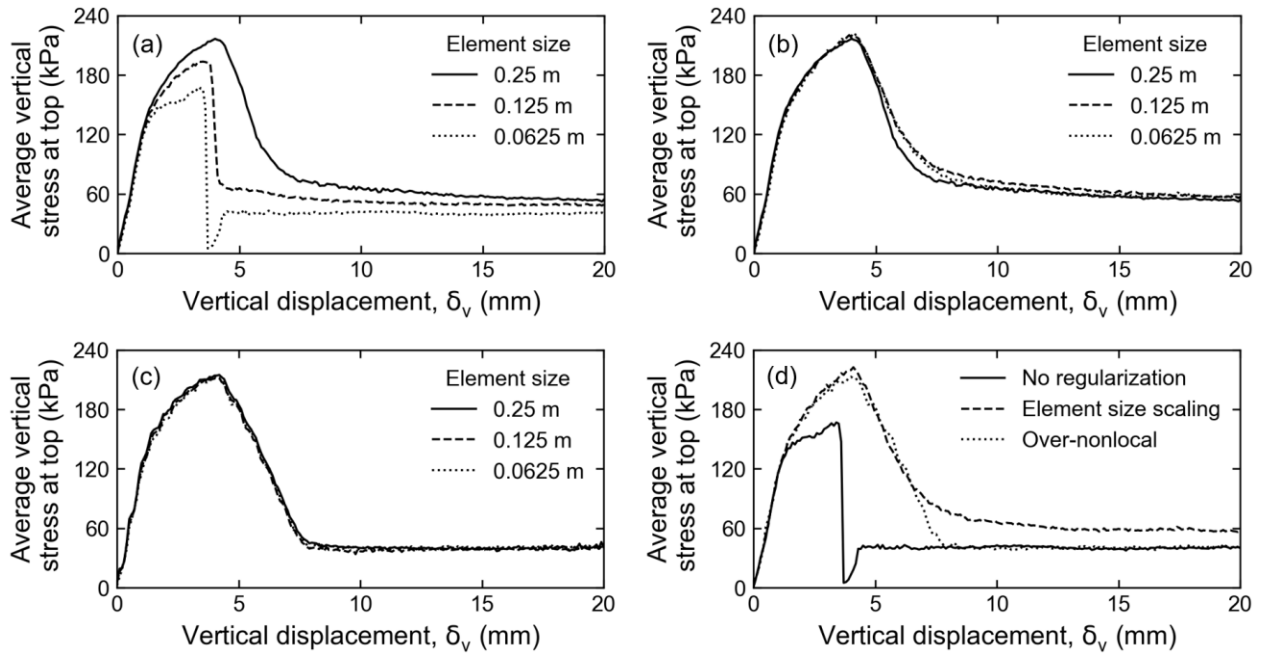 (a)
Element size
0.25 m
0.125 m
0.0625 m
Average vertical
stress at top (kPa)
240
180
120
60
0
0 5 10 15 20
Vertical displacement, δv (mm)
(b)
Element size
0.25 m
0.125 m
0.0625 m
Average vertical
stress at top (kPa)
240
180
120
60
0
0 5 10 15 20
Vertical displacement, δv (mm)
(c)
Element size
0.25 m
0.125 m
0.0625 m
Average vertical
stress at top (kPa)
240
180
120
60
0
0 5 10 15 20
Vertical displacement, δv (mm)
(d)
No regularization
Element size scaling
Over-nonlocal
Average vertical
stress at top (kPa)
240
180
120
60
0
0 5 10 15 20
Vertical displacement, δv (mm)